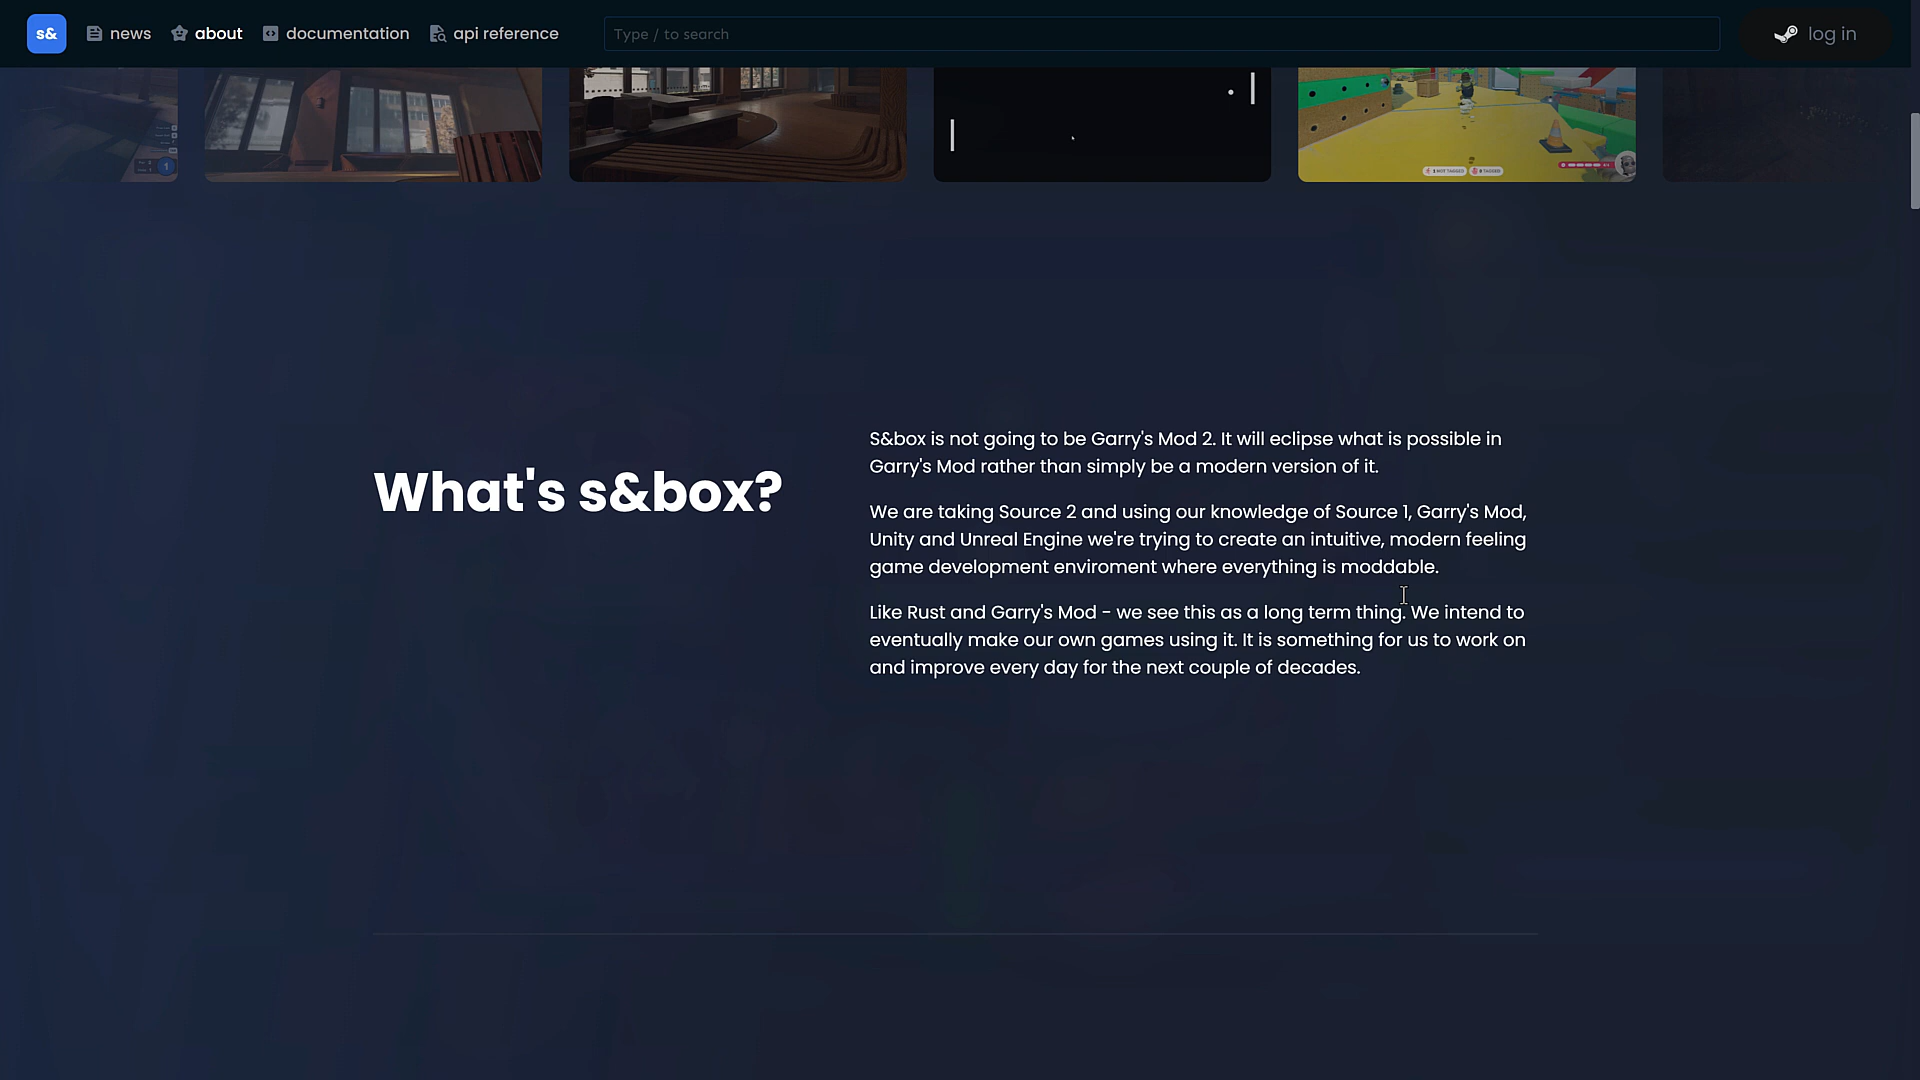 s& news about documentation api reference Type / to search log in
1 NOT TAGGED 0 TAGGED
What's s&box?
S&box is not going to be Garry's Mod 2. It will eclipse what is possible in
Garry's Mod rather than simply be a modern version of it.
We are taking Source 2 and using our knowledge of Source 1, Garry's Mod,
Unity and Unreal Engine we're trying to create an intuitive, modern feeling
game development enviroment where everything is moddable.
Like Rust and Garry's Mod - we see this as a long term thing. We intend to
eventually make our own games using it. It is something for us to work on
and improve every day for the next couple of decades.